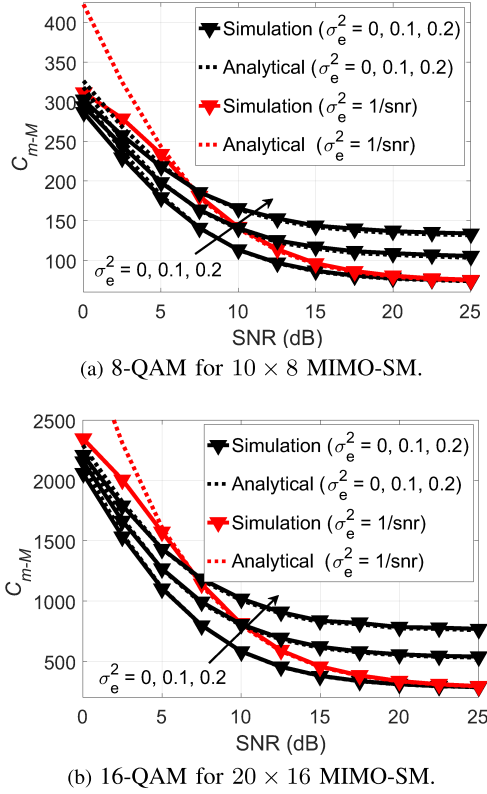 400
350
300
250
200
150
100
C_{m-M}
Simulation (σ_e^2 = 0, 0.1, 0.2)
Analytical (σ_e^2 = 0, 0.1, 0.2)
Simulation (σ_e^2 = 1/snr)
Analytical (σ_e^2 = 1/snr)
σ_e^2 = 0, 0.1, 0.2
0 5 10 15 20 25
SNR (dB)
(a) 8-QAM for 10 × 8 MIMO-SM.
2500
2000
1500
1000
500
C_{m-M}
Simulation (σ_e^2 = 0, 0.1, 0.2)
Analytical (σ_e^2 = 0, 0.1, 0.2)
Simulation (σ_e^2 = 1/snr)
Analytical (σ_e^2 = 1/snr)
σ_e^2 = 0, 0.1, 0.2
0 5 10 15 20 25
SNR (dB)
(b) 16-QAM for 20 × 16 MIMO-SM.